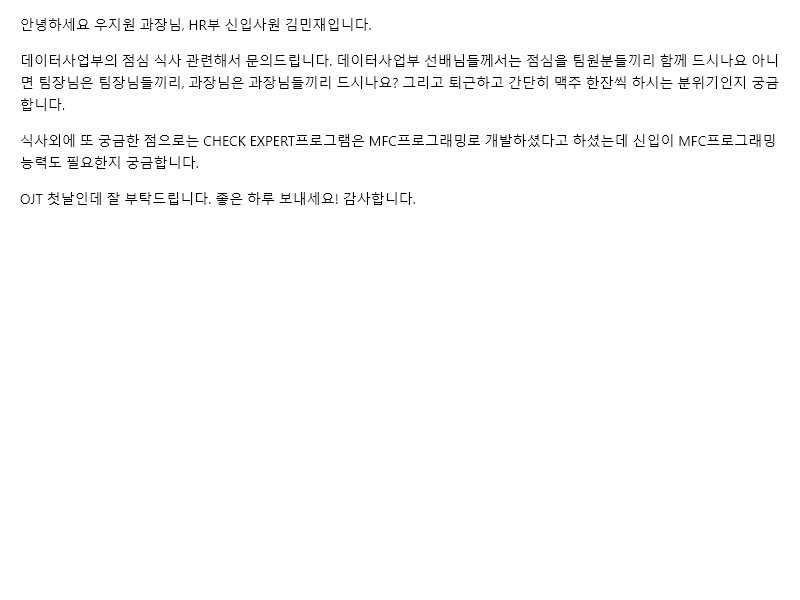 안녕하세요 우지원 과장님, HR부 신입사원 김민재입니다.
데이터사업부의 점심 식사 관련해서 문의드립니다. 데이터사업부 선배님들께서는 점심을 팀원분들끼리 함께 드시나요 아니
면 팀장님은 팀장님들끼리, 과장님은 과장님들끼리 드시나요? 그리고 퇴근하고 간단히 맥주 한잔씩 하시는 분위기인지 궁금
합니다.
식사외에 또 궁금한 점으로는 CHECK EXPERT프로그램은 MFC프로그래밍로 개발하셨다고 하셨는데 신입이 MFC프로그래밍
능력도 필요한지 궁금합니다.
OJT 첫날인데 잘 부탁드립니다. 좋은 하루 보내세요! 감사합니다.